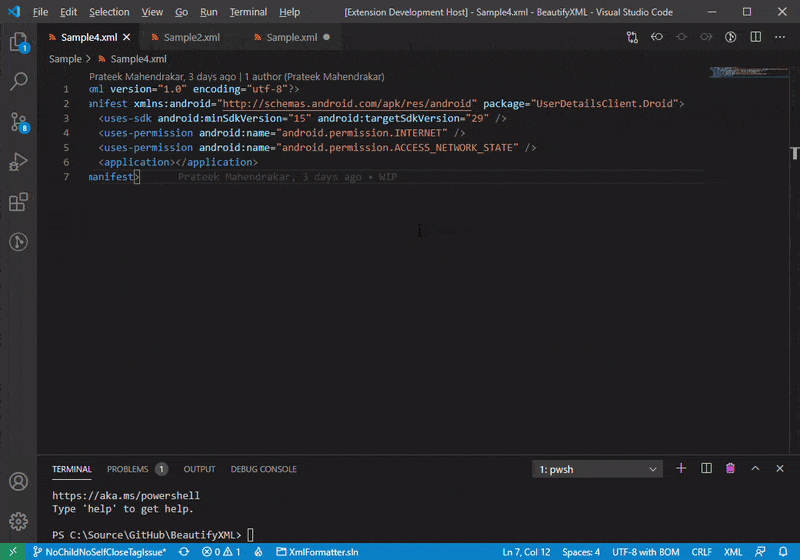 File Edit Selection View Go Run Terminal Help [Extension Development Host] - Sample4.xml - BeautifyXML - Visual Studio Code
1
Sample4.xml
Sample2.xml
Sample.xml
Sample > Sample4.xml
Prateek Mahendrakar, 3 days ago | 1 author (Prateek Mahendrakar)
1 xml version="1.0" encoding="utf-8"?>
2 anifest xmlns:android="http://schemas.android.com/apk/res/android" package="UserDetailsClient.Droid">
3 <uses-sdk android:minSdkVersion="15" android:targetSdkVersion="29" />
4 <uses-permission android:name="android.permission.INTERNET" />
5 <uses-permission android:name="android.permission.ACCESS_NETWORK_STATE" />
6 <application></application>
7 manifest> Prateek Mahendrakar, 3 days ago • WIP
8
TERMINAL PROBLEMS 1 OUTPUT DEBUG CONSOLE 1: pwsh
https://aka.ms/powershell
Type 'help' to get help.
PS C:\Source\GitHub\BeautifyXML>
NoChildNoSelfCloseTagIssue* 0 1 XmlFormatter.sln Ln 7, Col 12 Spaces: 4 UTF-8 with BOM CRLF XML